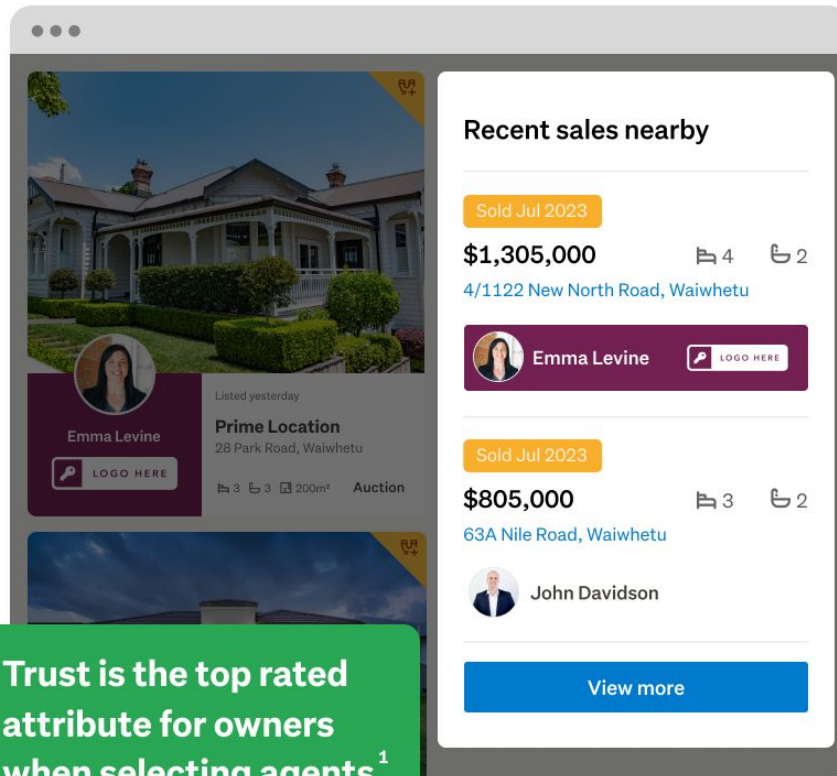 Emma Levine
LOGO HERE
Listed yesterday
Prime Location
28 Park Road, Waiwhetu
3 3 200m² Auction
Recent sales nearby
Sold Jul 2023
$1,305,000 4 2
4/1122 New North Road, Waiwhetu
Emma Levine LOGO HERE
Sold Jul 2023
$805,000 3 2
63A Nile Road, Waiwhetu
John Davidson
View more
Trust is the top rated
attribute for owners
when selecting agents¹